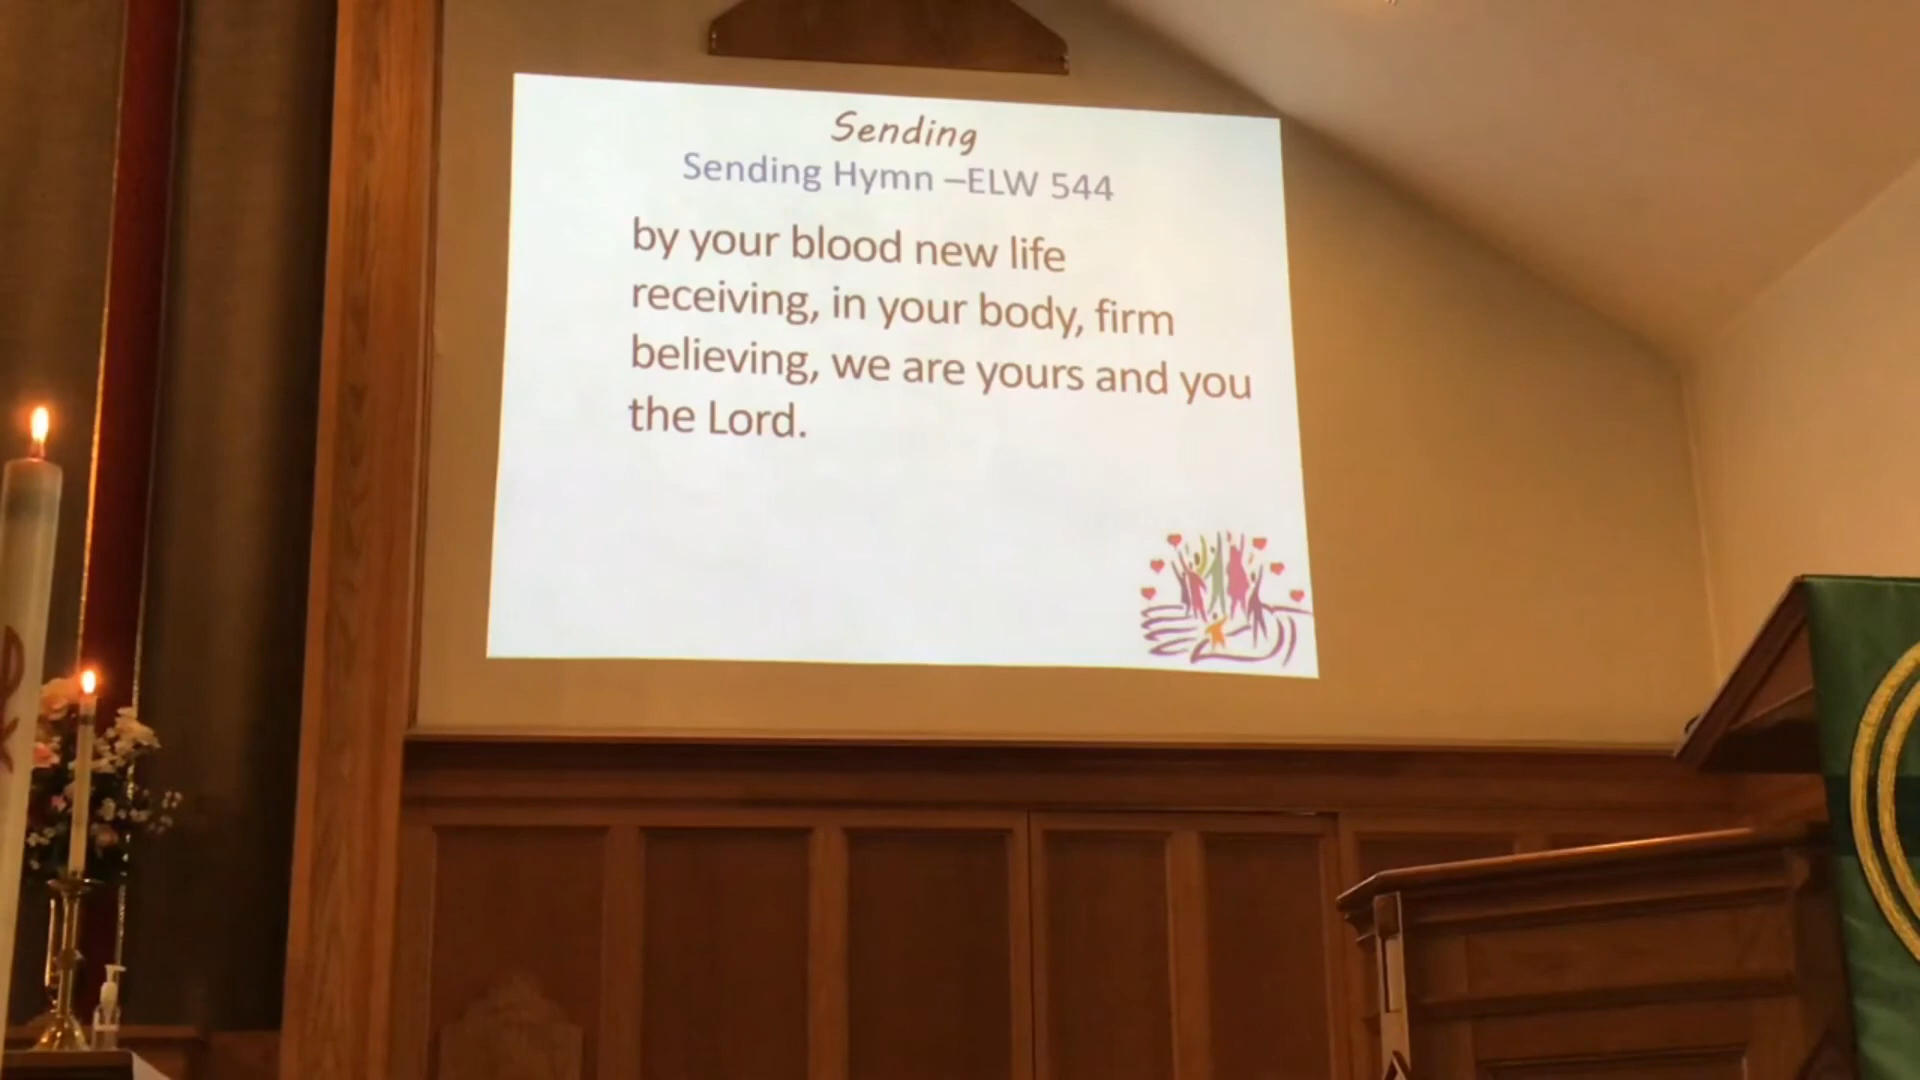 Sending
Sending Hymn –ELW 544
by your blood new life
receiving, in your body, firm
believing, we are yours and you
the Lord.